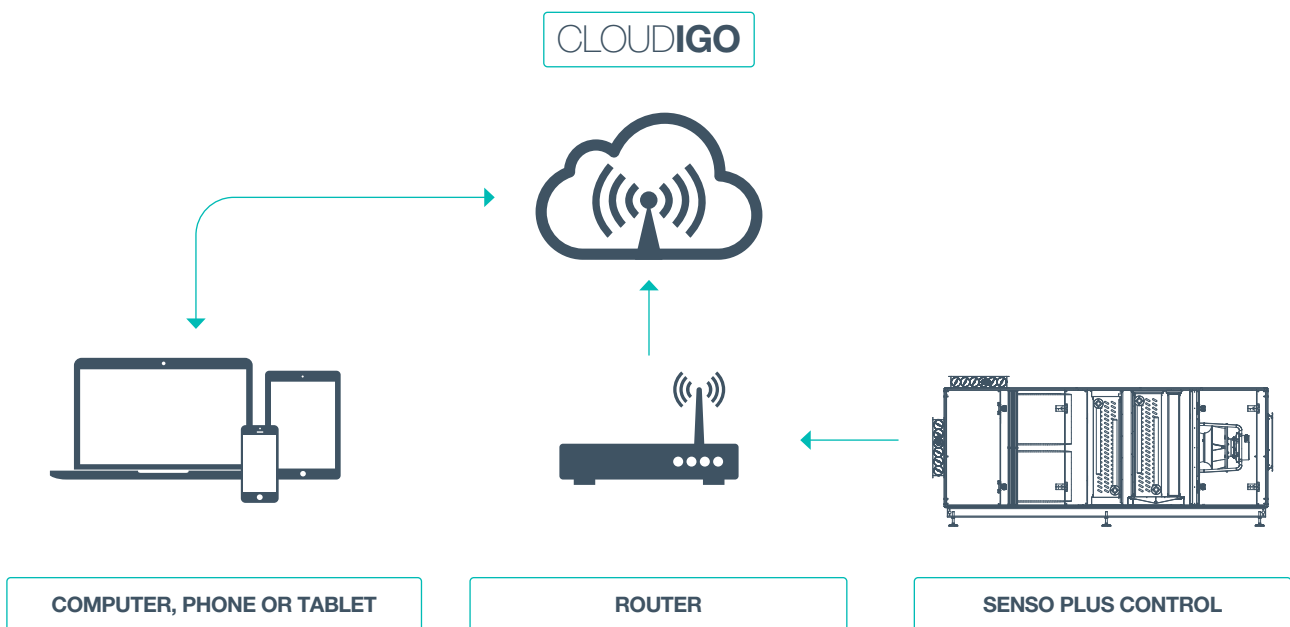 CLOUDIGO
COMPUTER, PHONE OR TABLET
ROUTER
SENSO PLUS CONTROL